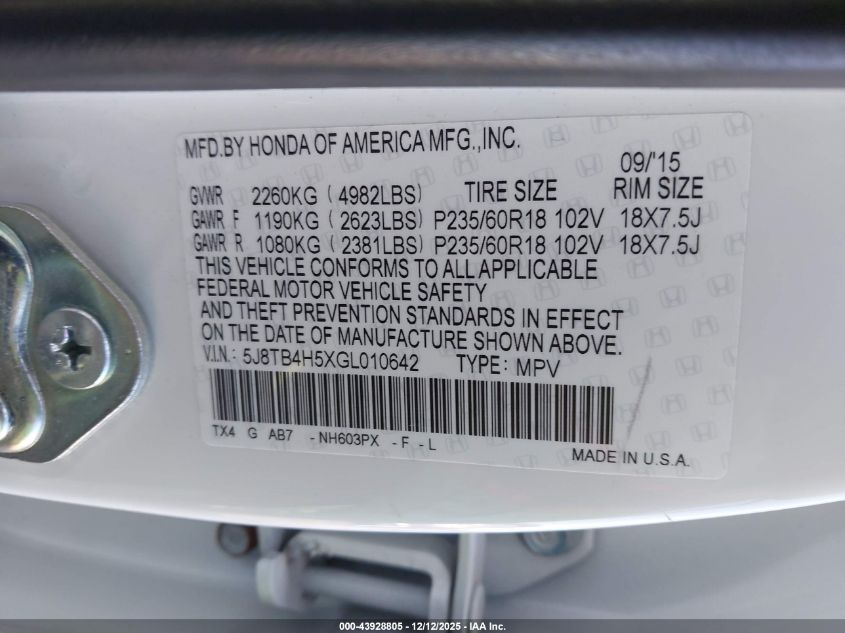 MFD.BY HONDA OF AMERICA MFG.,INC.
09/'15
GVWR 2260KG (4982LBS) TIRE SIZE RIM SIZE
GAWR F 1190KG (2623LBS) P235/60R18 102V 18X7.5J
GAWR R 1080KG (2381LBS) P235/60R18 102V 18X7.5J
THIS VEHICLE CONFORMS TO ALL APPLICABLE
FEDERAL MOTOR VEHICLE SAFETY
AND THEFT PREVENTION STANDARDS IN EFFECT
ON THE DATE OF MANUFACTURE SHOWN ABOVE.
V.I.N.: 5J8TB4H5XGL010642 TYPE: MPV
TX4 G AB7 -NH603PX -F -L
MADE IN U.S.A.
000-43928805 - 12/12/2025 - IAA Inc.